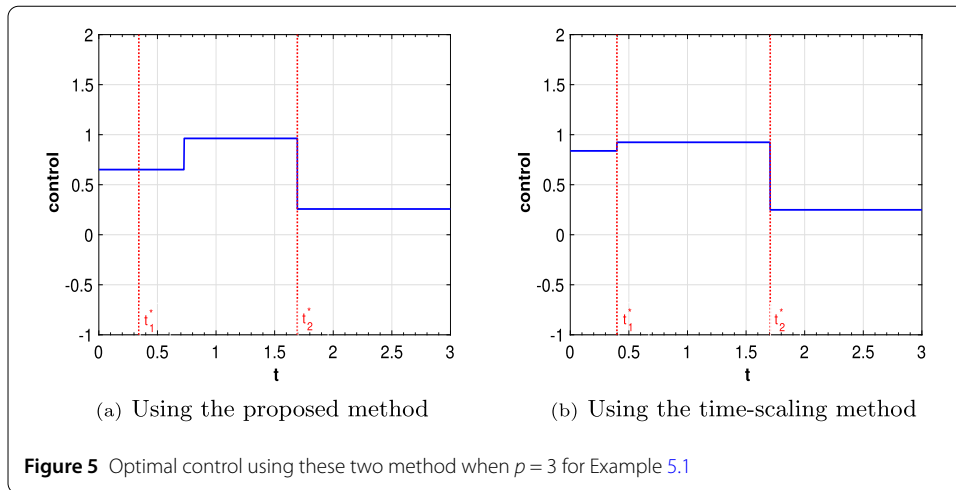 2
1.5
1
0.5
0
-0.5
-1
control
t₁*
t₂*
0 0.5 1 1.5 2 2.5 3
t
(a) Using the proposed method
2
1.5
1
0.5
0
-0.5
-1
control
t₁*
t₂*
0 0.5 1 1.5 2 2.5 3
t
(b) Using the time-scaling method
Figure 5 Optimal control using these two method when p = 3 for Example 5.1